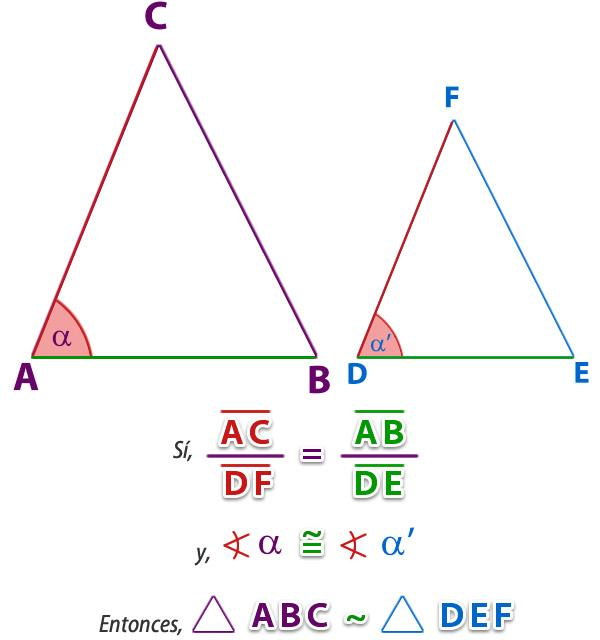 C
F
α
α′
A
B
D
E
Sí, AC/DF = AB/DE
y, ∢ α ≅ ∢ α′
Entonces, △ ABC ~ △ DEF